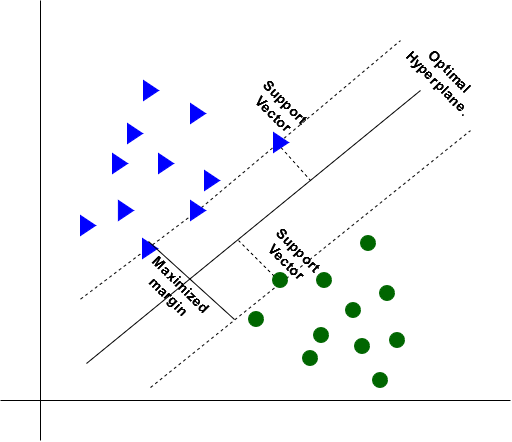 Optimal
Hyperplane.
Support
Vector
Support
Vector
Maximized
margin